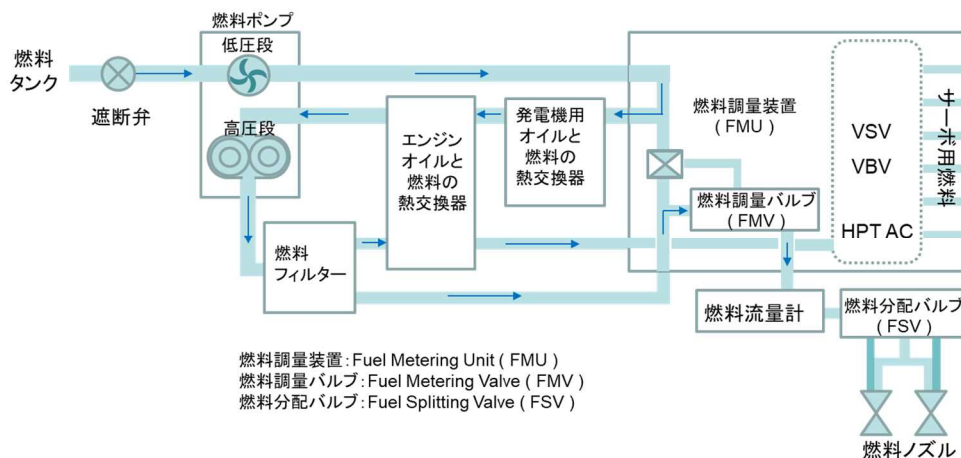 燃料
タンク
遮断弁
燃料ポンプ
低圧段
高圧段
エンジン
オイルと
燃料の
熱交換器
発電機用
オイルと
燃料の
熱交換器
燃料
フィルター
燃料調量装置
( FMU )
燃料調量バルブ
( FMV )
VSV
VBV
HPT AC
サーボ用燃料
燃料流量計
燃料分配バルブ
( FSV )
燃料ノズル
燃料調量装置：Fuel Metering Unit ( FMU )
燃料調量バルブ：Fuel Metering Valve ( FMV )
燃料分配バルブ：Fuel Splitting Valve ( FSV )